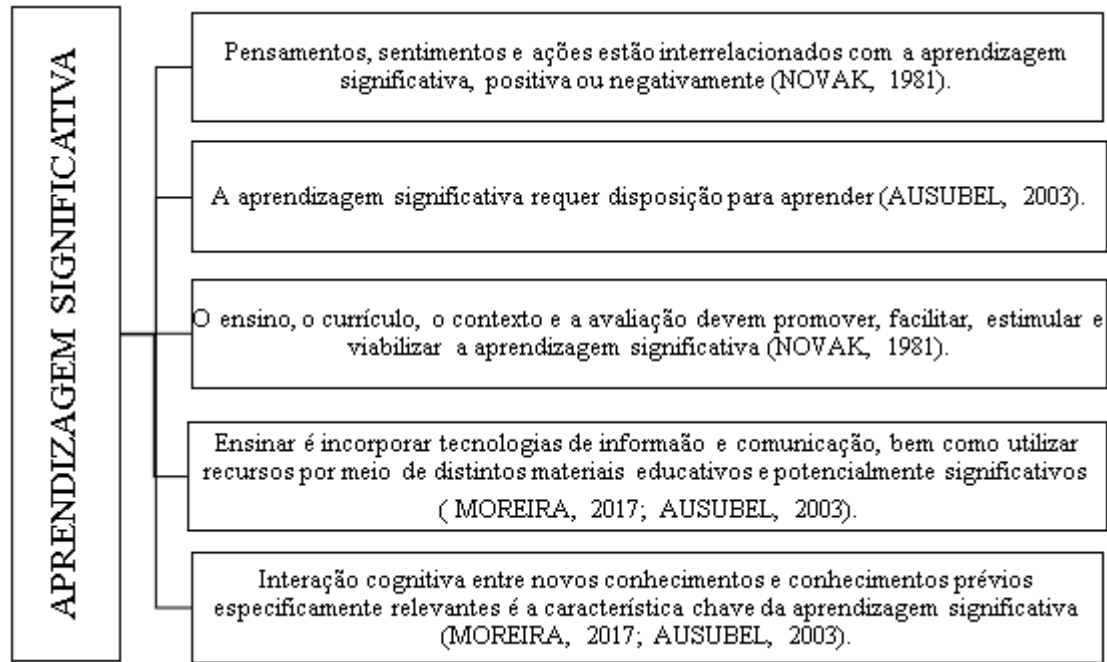 APRENDIZAGEM SIGNIFICATIVA
Pensamentos, sentimentos e ações estão interrelacionados com a aprendizagem
significativa, positiva ou negativamente (NOVAK, 1981).
A aprendizagem significativa requer disposição para aprender (AUSUBEL, 2003).
O ensino, o currículo, o contexto e a avaliação devem promover, facilitar, estimular e
viabilizar a aprendizagem significativa (NOVAK, 1981).
Ensinar é incorporar tecnologias de informaão e comunicação, bem como utilizar
recursos por meio de distintos materiais educativos e potencialmente significativos
( MOREIRA, 2017; AUSUBEL, 2003).
Interação cognitiva entre novos conhecimentos e conhecimentos prévios
especificamente relevantes é a característica chave da aprendizagem significativa
(MOREIRA, 2017; AUSUBEL, 2003).